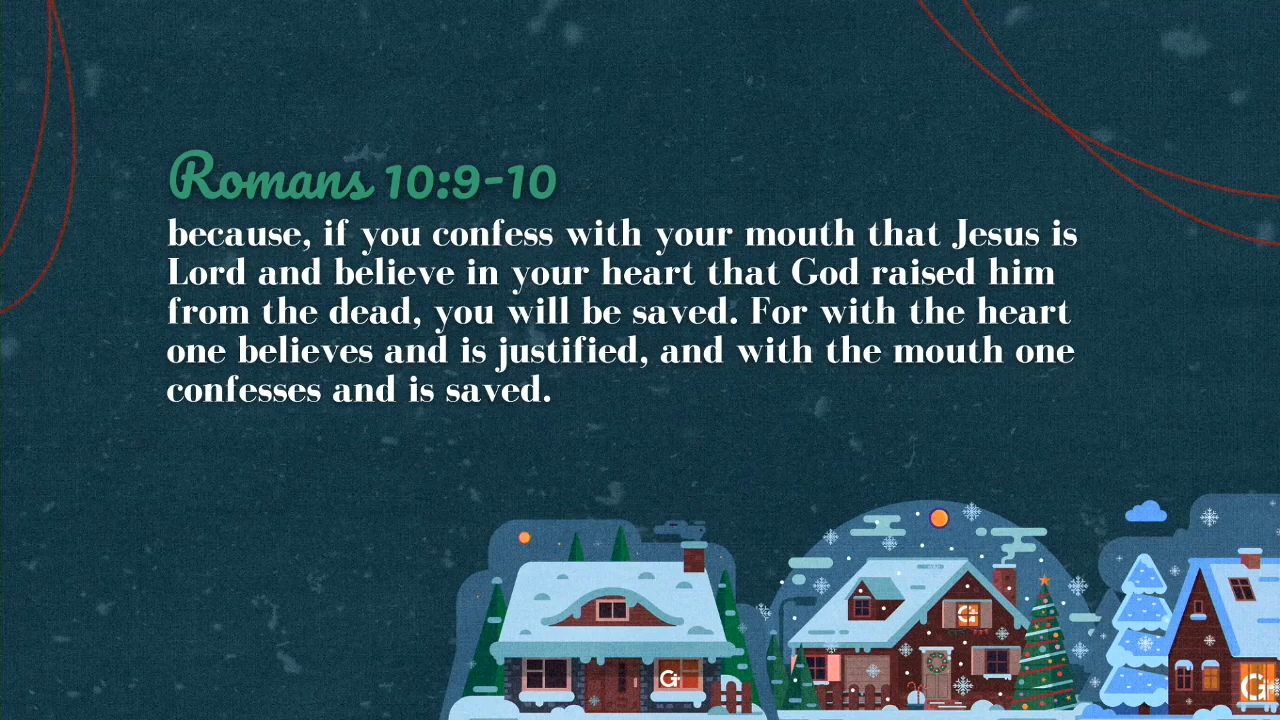 Romans 10:9-10
because, if you confess with your mouth that Jesus is
Lord and believe in your heart that God raised him
from the dead, you will be saved. For with the heart
one believes and is justified, and with the mouth one
confesses and is saved.